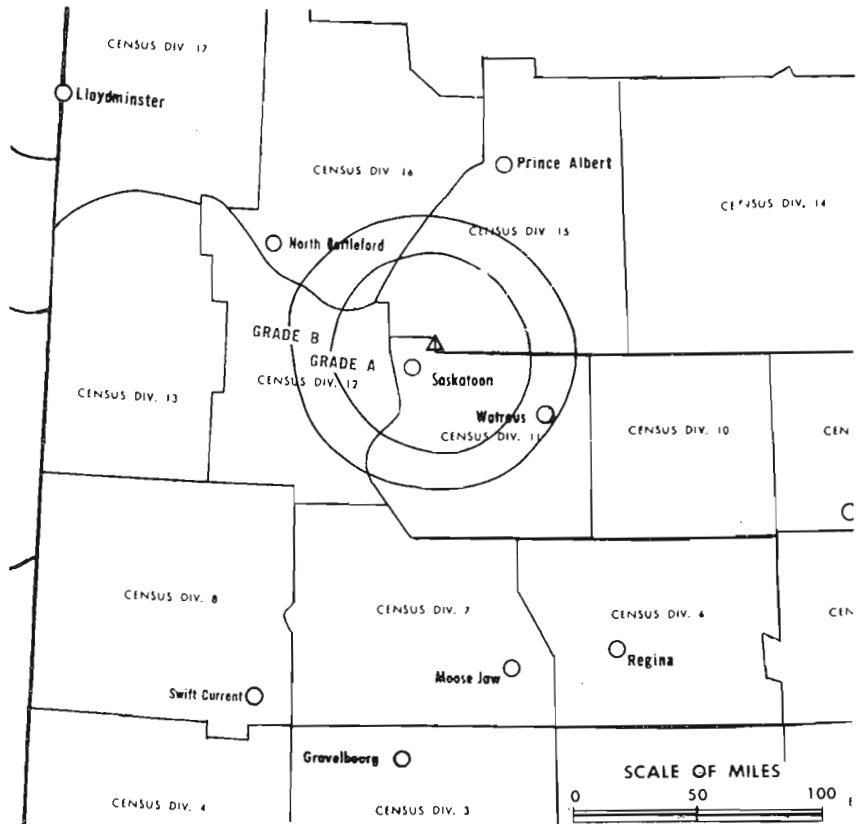 CENSUS DIV. 17
Lloydminster
CENSUS DIV 16
Prince Albert
CENSUS DIV. 14
CENSUS DIV 15
North Battleford
GRADE B
GRADE A
CENSUS DIV. 12
Saskatoon
CENSUS DIV. 13
Watrous
CENSUS DIV. 11
CENSUS DIV. 10
CEN
CENSUS DIV. 8
CENSUS DIV. 7
CENSUS DIV. 6
CEN
Regina
Moose Jaw
Swift Current
Gravelbourg
SCALE OF MILES
0 50 100
CENSUS DIV. 4
CENSUS DIV. 3